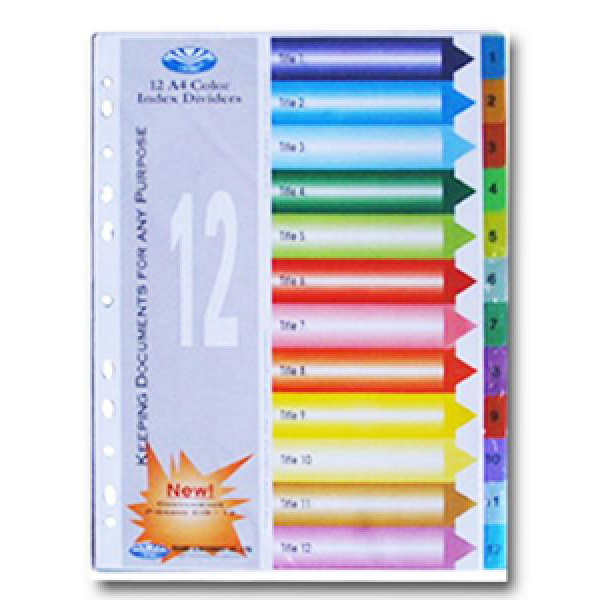 12 A4 Color
Index Dividers
KEEPING DOCUMENTS FOR ANY PURPOSE
12
New!
Title 1
Title 2
Title 3
Title 4
Title 5
Title 6
Title 7
Title 8
Title 9
Title 10
Title 11
Title 12
1
2
3
4
5
6
7
8
9
10
11
12